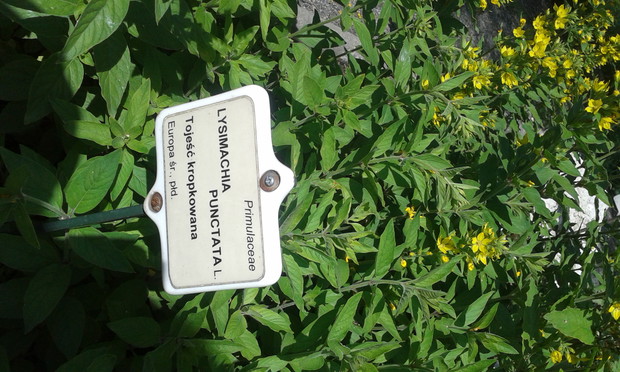 Primulaceae
LYSIMACHIA
PUNCTATA L.
Tojeść kropkowana
Europa śr., płd.